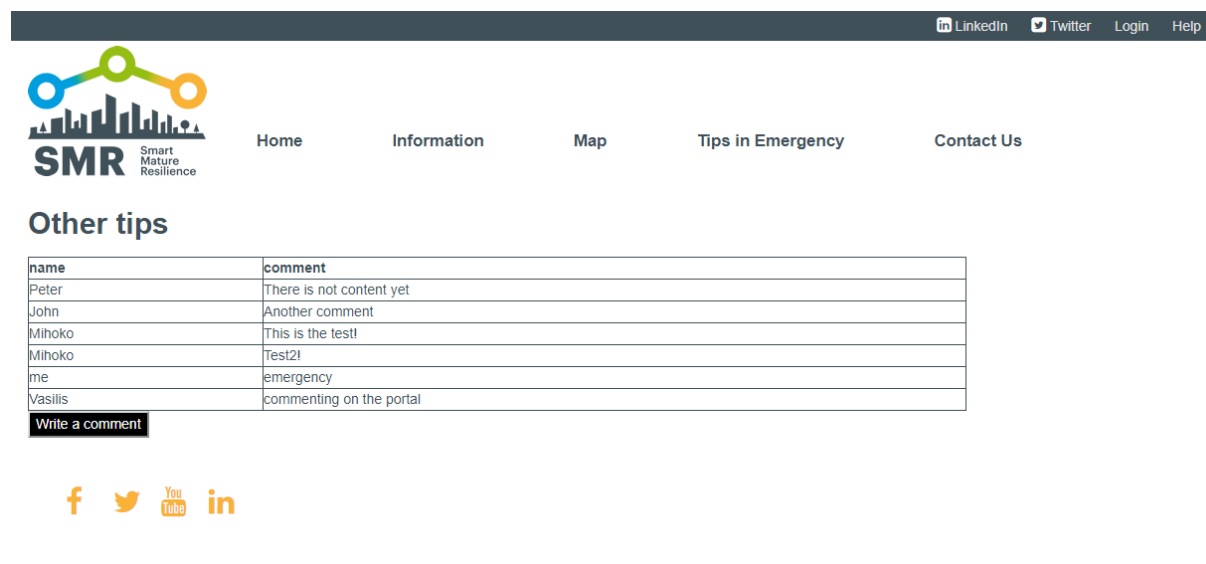 LinkedIn Twitter Login Help
SMR Smart
Mature
Resilience
Home Information Map Tips in Emergency Contact Us
Other tips
name comment
Peter There is not content yet
John Another comment
Mihoko This is the test!
Mihoko Test2!
me emergency
Vasilis commenting on the portal
Write a comment
You
Tube